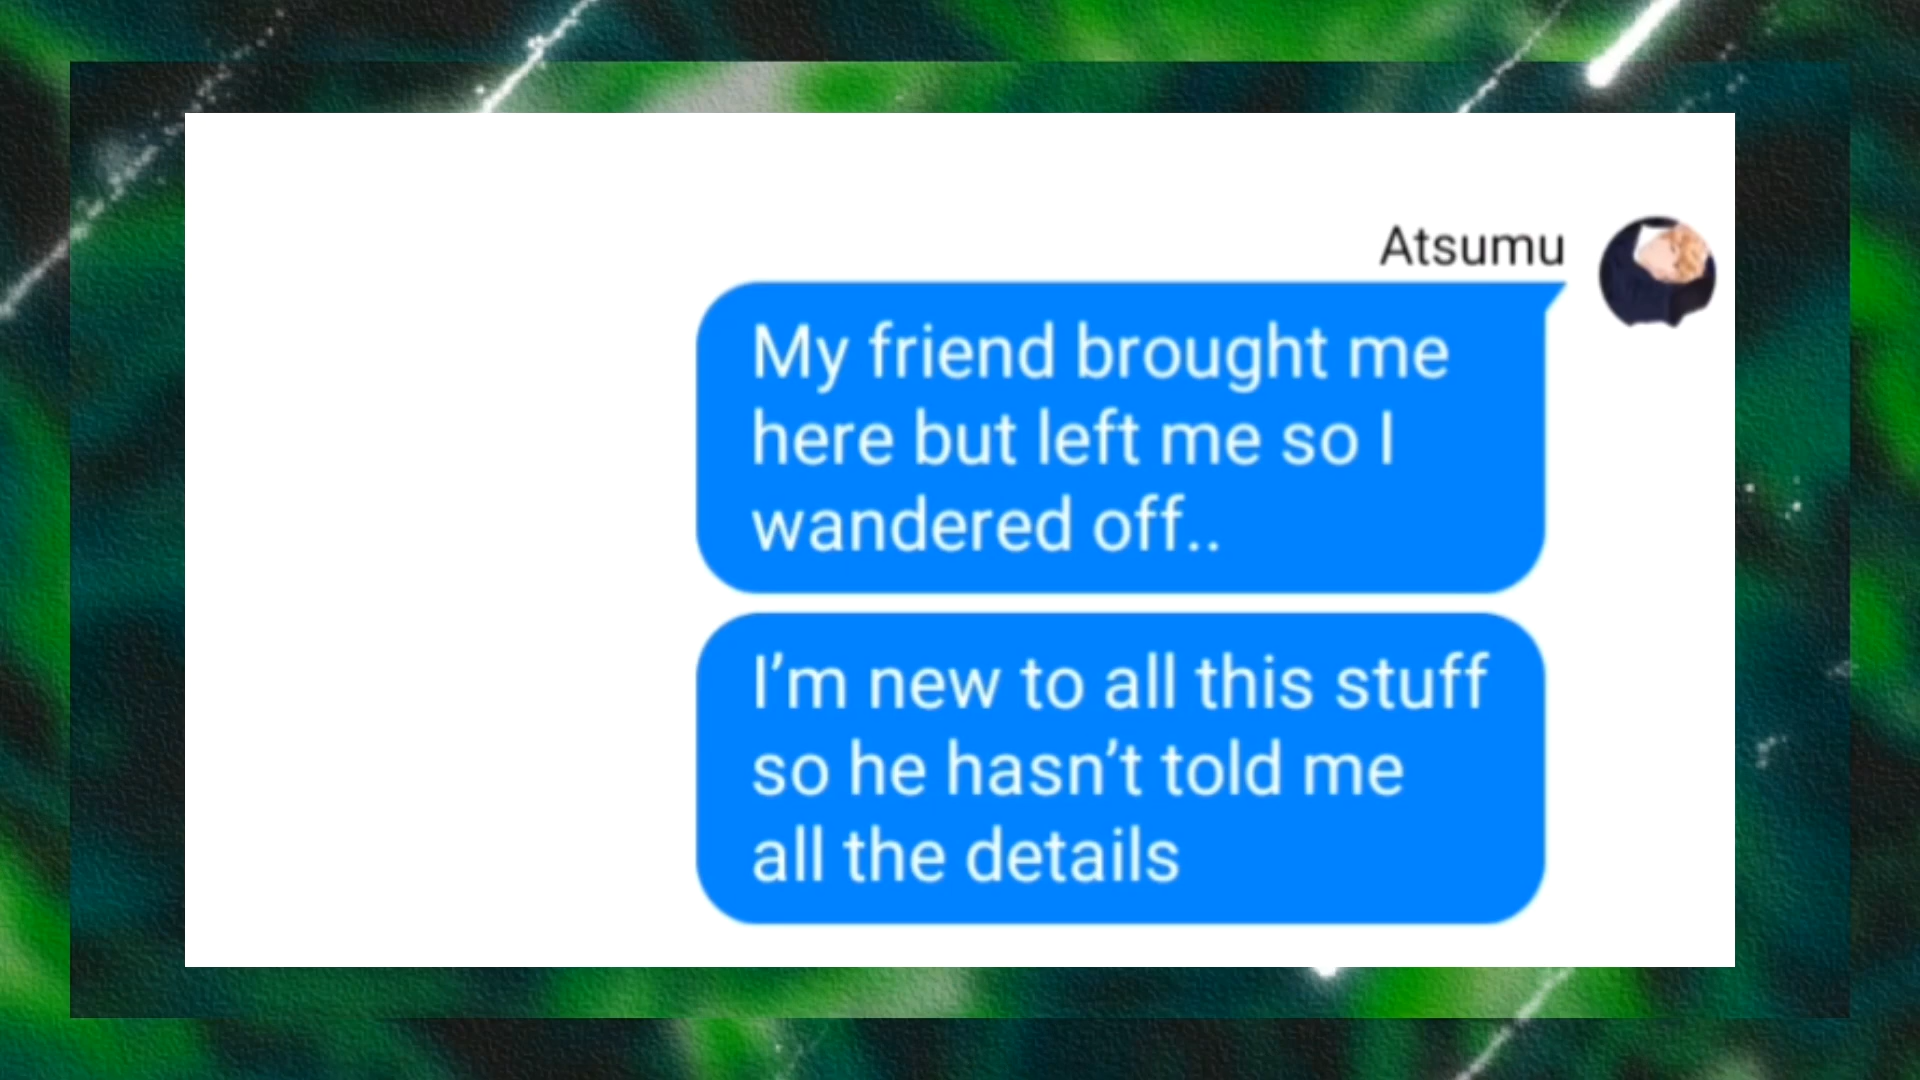 Atsumu
My friend brought me
here but left me so I
wandered off..
I’m new to all this stuff
so he hasn’t told me
all the details